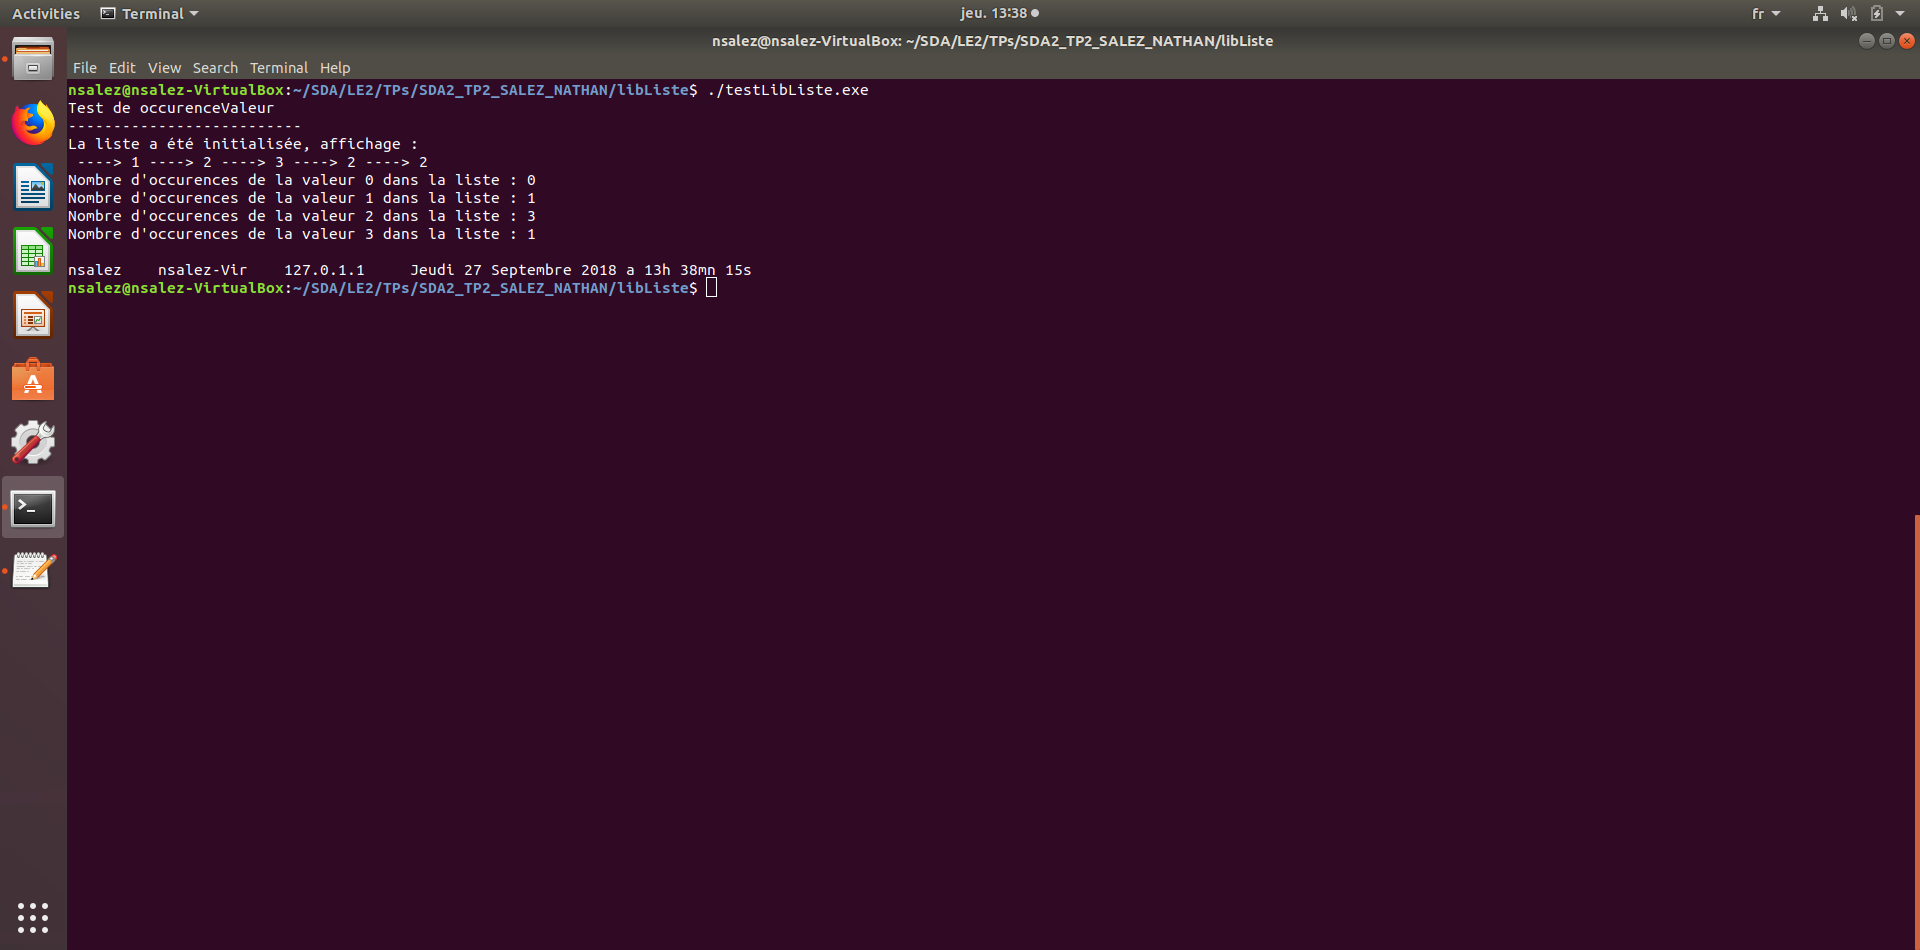 Activities Terminal jeu. 13:38 fr
nsalez@nsalez-VirtualBox: ~/SDA/LE2/TPs/SDA2_TP2_SALEZ_NATHAN/libListe
File Edit View Search Terminal Help
nsalez@nsalez-VirtualBox:~/SDA/LE2/TPs/SDA2_TP2_SALEZ_NATHAN/libListe$ ./testLibListe.exe
Test de occurenceValeur
--------------------------
La liste a été initialisée, affichage :
 ----> 1 ----> 2 ----> 3 ----> 2 ----> 2
Nombre d'occurences de la valeur 0 dans la liste : 0
Nombre d'occurences de la valeur 1 dans la liste : 1
Nombre d'occurences de la valeur 2 dans la liste : 3
Nombre d'occurences de la valeur 3 dans la liste : 1
nsalez    nsalez-Vir    127.0.1.1     Jeudi 27 Septembre 2018 a 13h 38mn 15s
nsalez@nsalez-VirtualBox:~/SDA/LE2/TPs/SDA2_TP2_SALEZ_NATHAN/libListe$